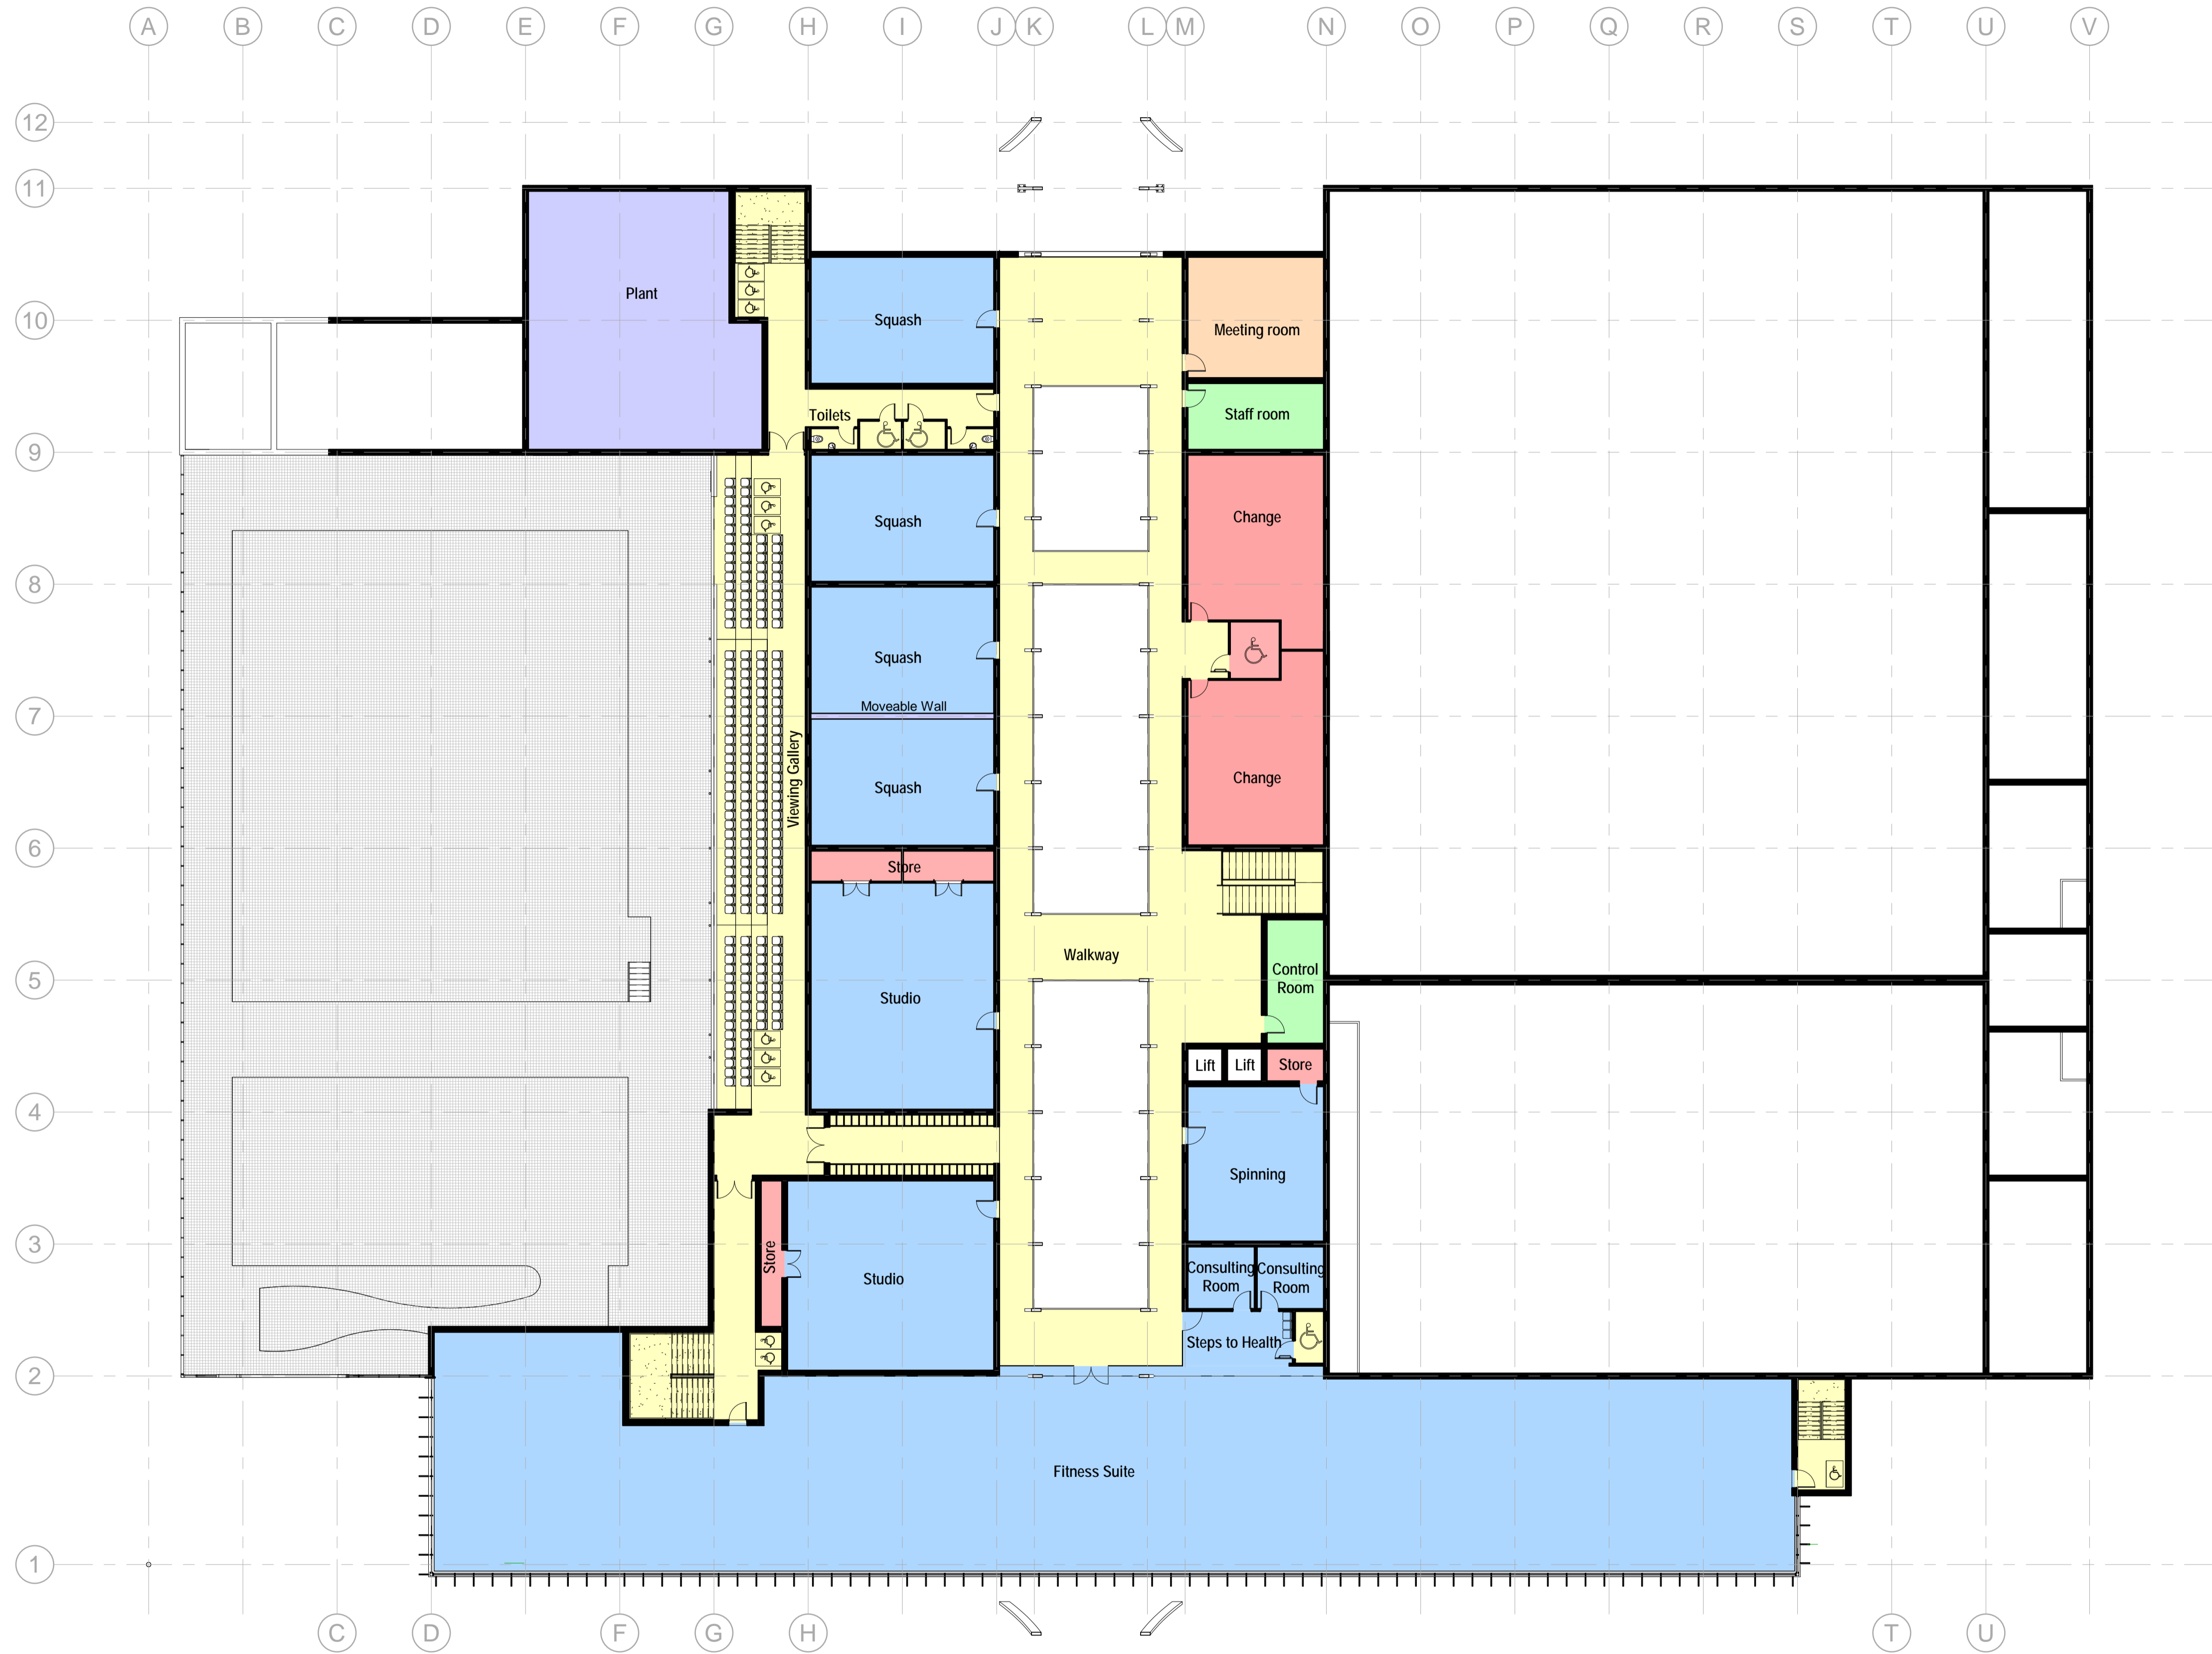 A B C D E F G H I J K L M N O P Q R S T U V
12
11
Plant
10
Squash
Meeting room
Toilets
Staff room
9
Squash
Change
8
Squash
Moveable Wall
7
Viewing Gallery
Squash
Change
6
Store
Walkway
Control
Room
5
Studio
Lift
Lift
Store
4
Spinning
3
Store
Studio
Consulting
Room
Consulting
Room
Steps to Health
2
Fitness Suite
1
C D F G H T U